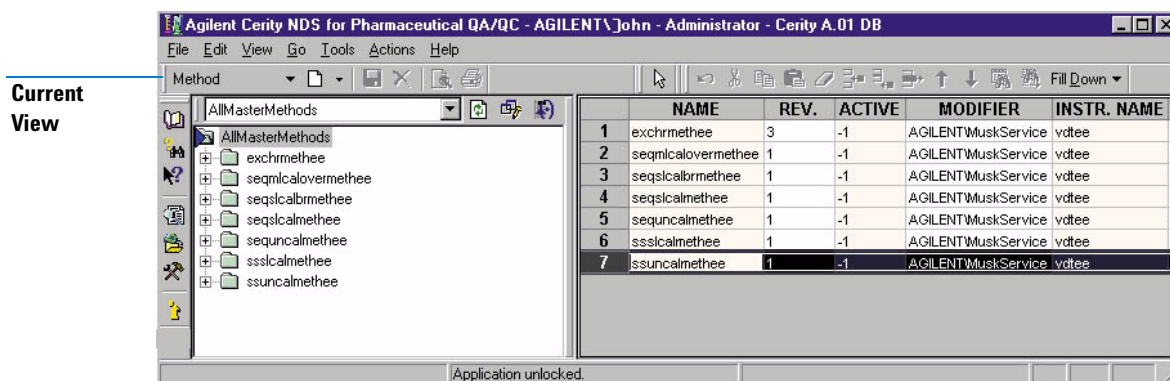 Agilent Cerity NDS for Pharmaceutical QA/QC - AGILENT\John - Administrator - Cerity A.01 DB
File Edit View Go Tools Actions Help
Method
Fill Down
Current
View
AllMasterMethods
AllMasterMethods
exchrmethee
seqmlcalovermethee
seqslcalbrmethee
seqslcalmethee
sequncalmethee
ssslcalmethee
ssuncalmethee
NAME REV. ACTIVE MODIFIER INSTR. NAME
1 exchrmethee 3 -1 AGILENT\MuskService vdtee
2 seqmlcalovermethee 1 -1 AGILENT\MuskService vdtee
3 seqslcalbrmethee 1 -1 AGILENT\MuskService vdtee
4 seqslcalmethee 1 -1 AGILENT\MuskService vdtee
5 sequncalmethee 1 -1 AGILENT\MuskService vdtee
6 ssslcalmethee 1 -1 AGILENT\MuskService vdtee
7 ssuncalmethee 1 -1 AGILENT\MuskService vdtee
Application unlocked.